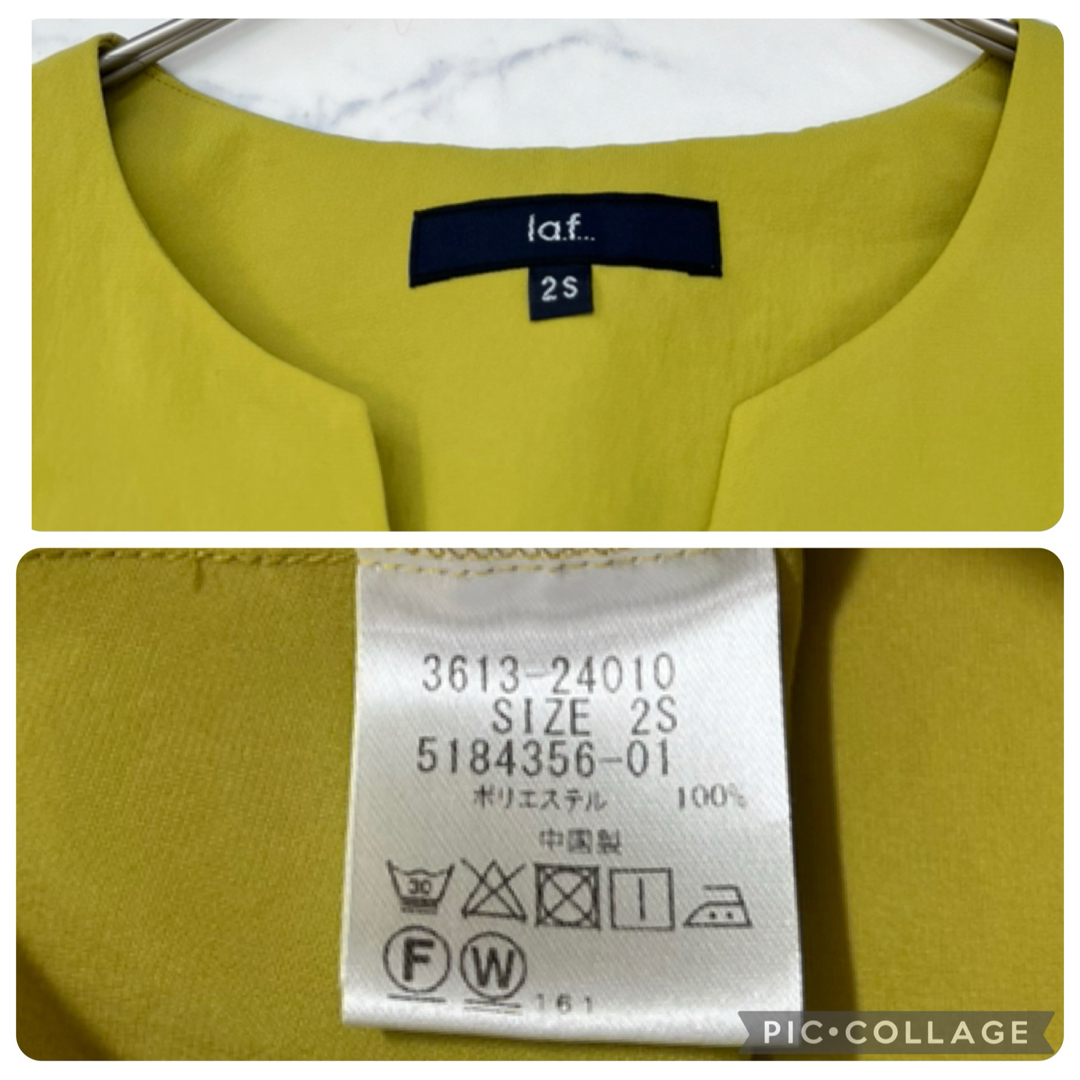 la.f...
2S
3613-24010
SIZE 2S
5184356-01
ポリエステル 100%
中国製
30
F W 161
PIC•COLLAGE